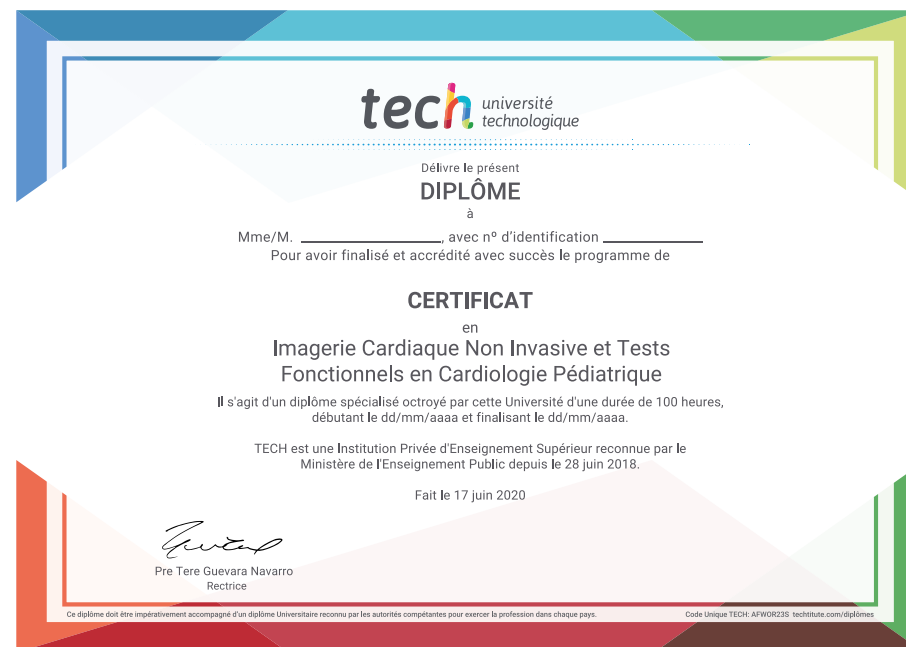 tech université
technologique
Délivre le présent
DIPLÔME
à
Mme/M. ____________________, avec nº d'identification ______________
Pour avoir finalisé et accrédité avec succès le programme de
CERTIFICAT
en
Imagerie Cardiaque Non Invasive et Tests
Fonctionnels en Cardiologie Pédiatrique
Il s'agit d'un diplôme spécialisé octroyé par cette Université d'une durée de 100 heures,
débutant le dd/mm/aaaa et finalisant le dd/mm/aaaa.
TECH est une Institution Privée d'Enseignement Supérieur reconnue par le
Ministère de l'Enseignement Public depuis le 28 juin 2018.
Fait le 17 juin 2020
Pre Tere Guevara Navarro
Rectrice
Ce diplôme doit être impérativement accompagné d'un diplôme Universitaire reconnu par les autorités compétantes pour exercer la profession dans chaque pays.
Code Unique TECH: AFWOR23S techtitute.com/diplômes